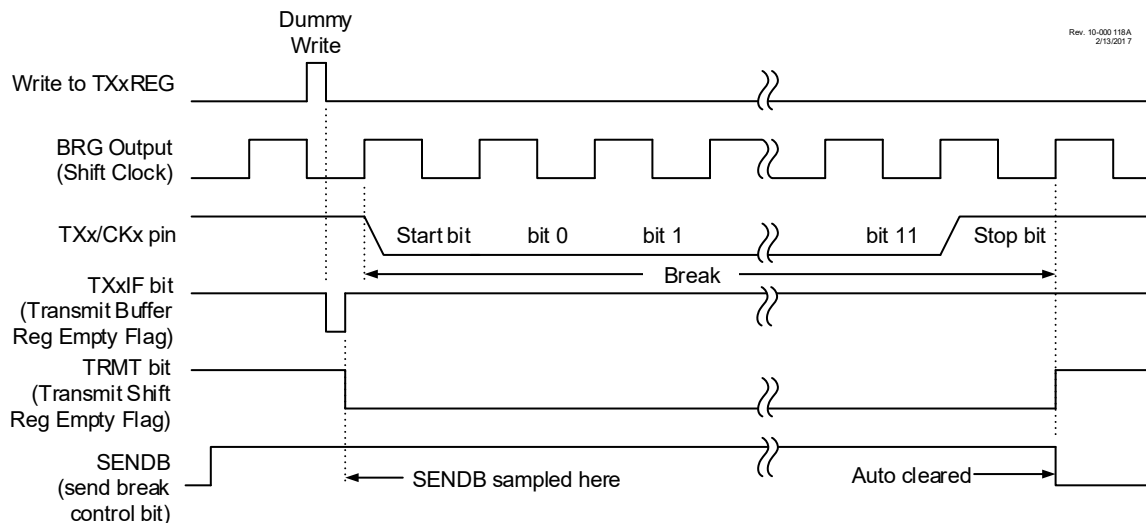 Dummy
Write
Rev. 10-000 118A
2/13/201 7
Write to TXxREG
BRG Output
(Shift Clock)
TXx/CKx pin
Start bit
bit 0
bit 1
bit 11
Stop bit
Break
TXxIF bit
(Transmit Buffer
Reg Empty Flag)
TRMT bit
(Transmit Shift
Reg Empty Flag)
SENDB
(send break
control bit)
SENDB sampled here
Auto cleared